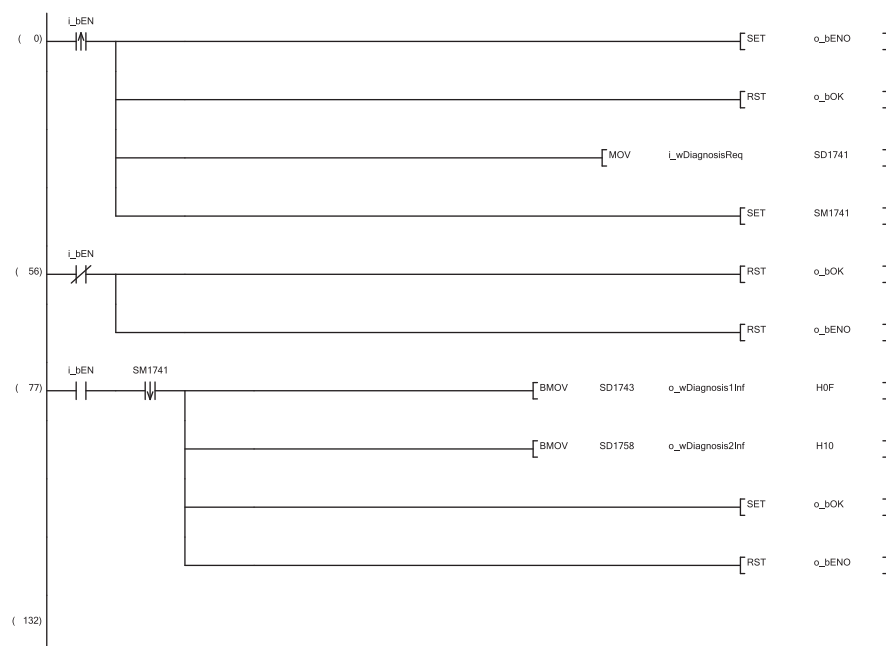 i_bEN
( 0) SET o_bENO
RST o_bOK
MOV i_wDiagnosisReq SD1741
SET SM1741
i_bEN
( 56) RST o_bOK
RST o_bENO
i_bEN SM1741
( 77) BMOV SD1743 o_wDiagnosis1Inf H0F
BMOV SD1758 o_wDiagnosis2Inf H10
SET o_bOK
RST o_bENO
( 132)